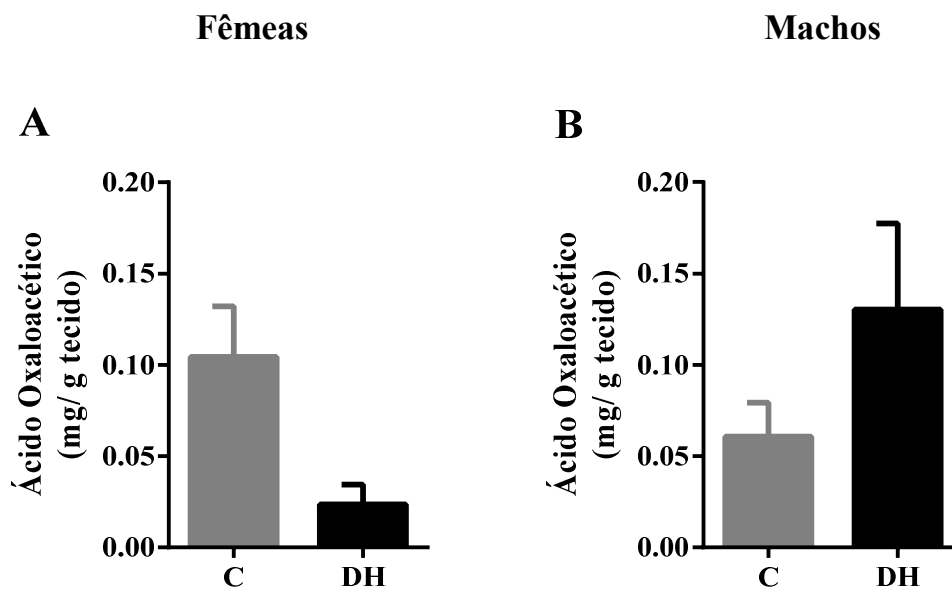 Fêmeas
Machos
A
B
Ácido Oxaloacético
(mg/ g tecido)
0.20
0.15
0.10
0.05
0.00
C
DH
Ácido Oxaloacético
(mg/ g tecido)
0.20
0.15
0.10
0.05
0.00
C
DH